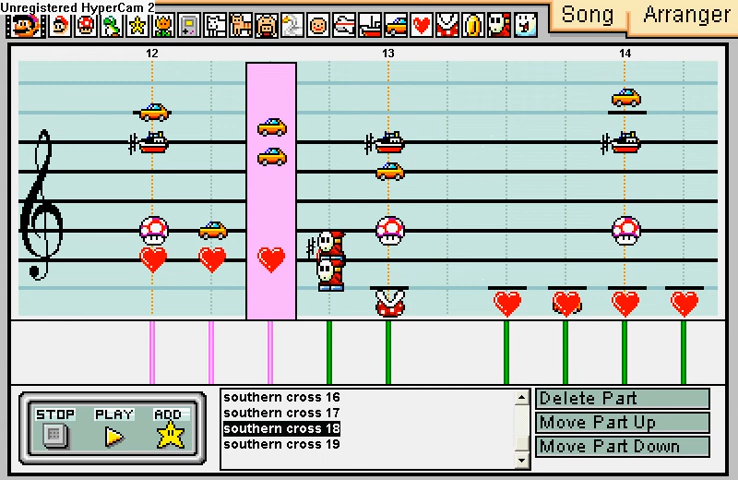 Unregistered HyperCam 2
Song
Arranger
12
13
14
STOP
PLAY
ADD
southern cross 16
southern cross 17
southern cross 18
southern cross 19
Delete Part
Move Part Up
Move Part Down